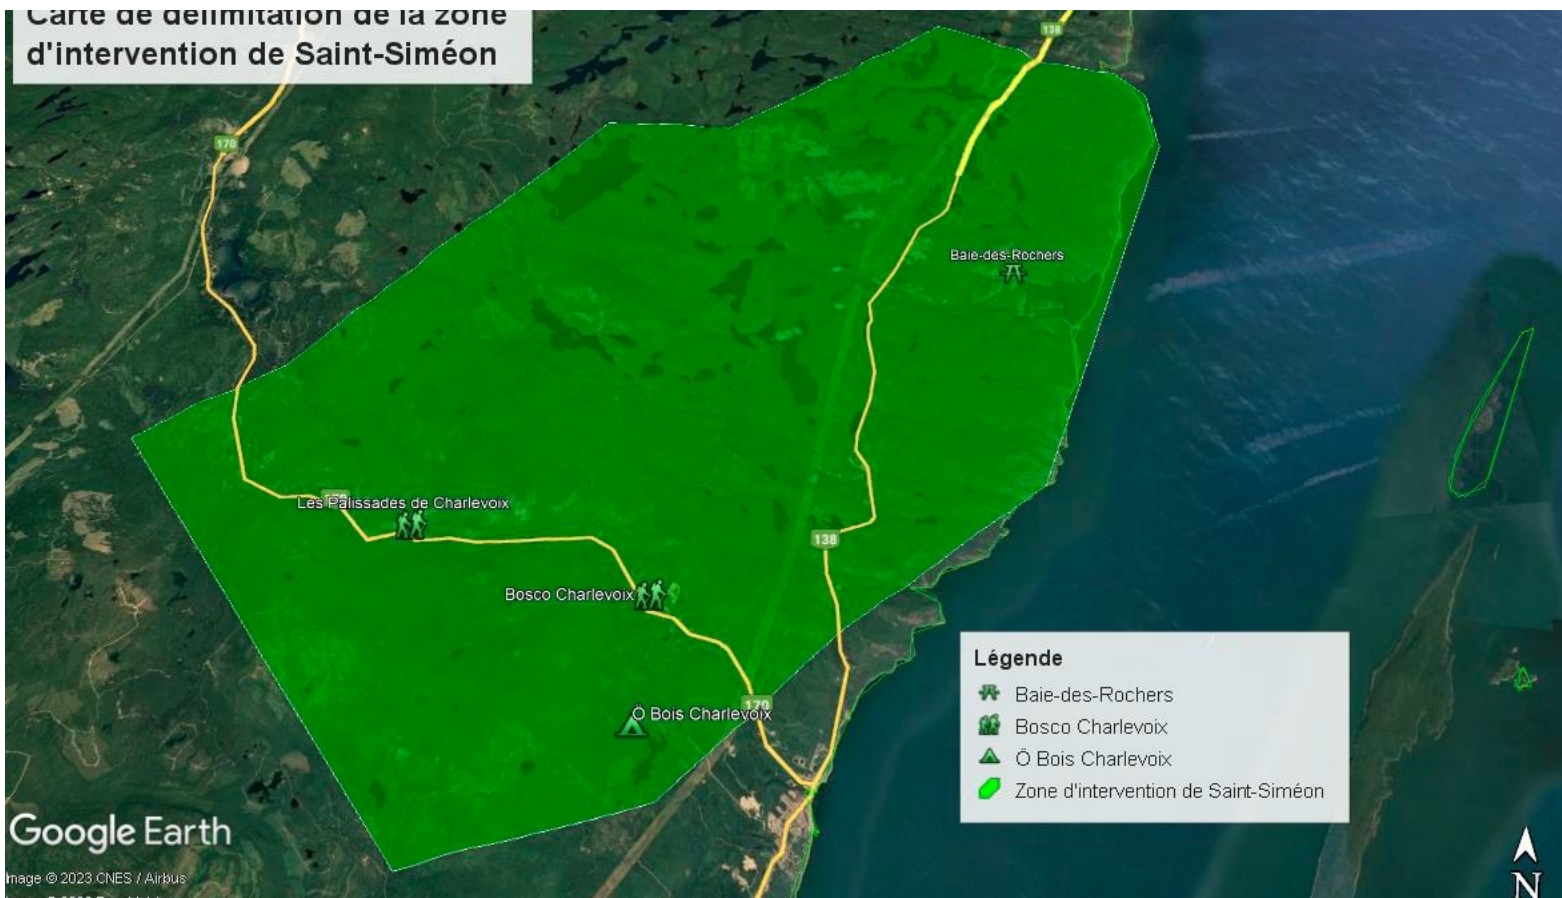 Carte de délimitation de la zone
d'intervention de Saint-Siméon
138
170
Baie-des-Rochers
170
Les Palissades de Charlevoix
138
Bosco Charlevoix
170
Ö Bois Charlevoix
Légende
Baie-des-Rochers
Bosco Charlevoix
Ö Bois Charlevoix
Zone d'intervention de Saint-Siméon
Google Earth
Image © 2023 CNES / Airbus
N